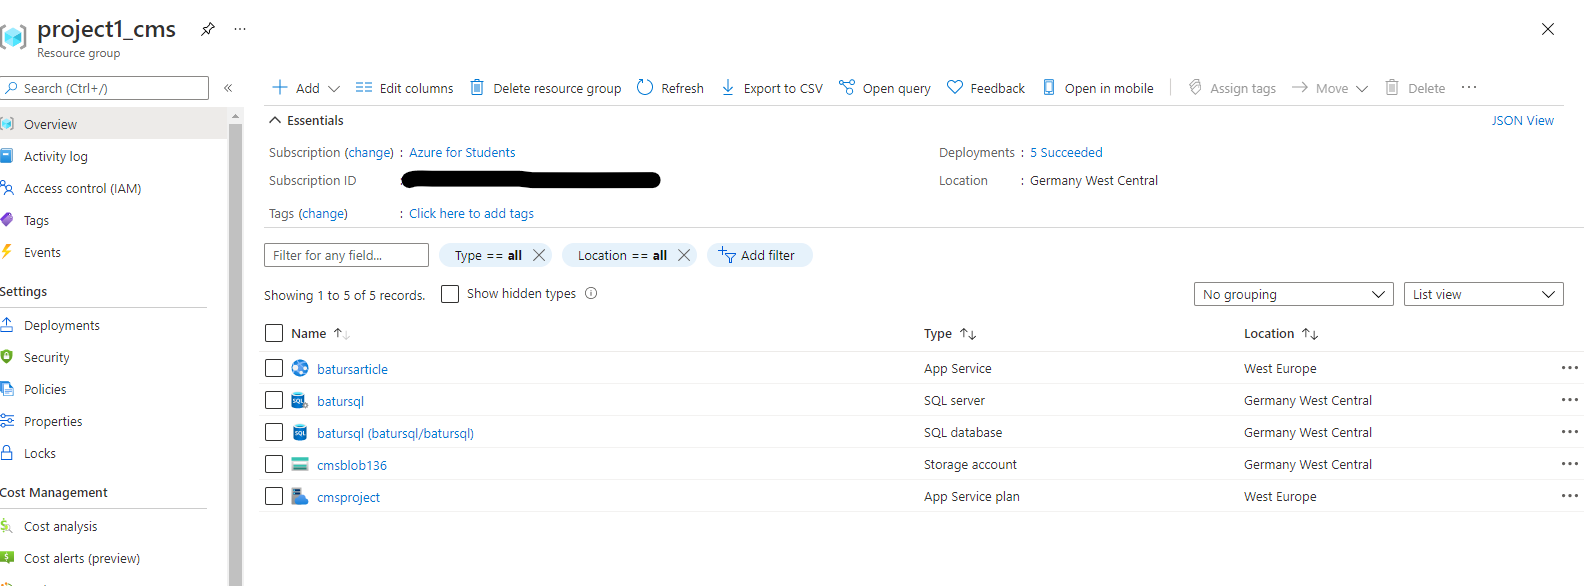 project1_cms ...
Resource group
Search (Ctrl+/) «
Overview
Activity log
Access control (IAM)
Tags
Events
Settings
Deployments
Security
Policies
Properties
Locks
Cost Management
Cost analysis
Cost alerts (preview)
Add Edit columns Delete resource group Refresh Export to CSV Open query Feedback Open in mobile Assign tags Move Delete ...
Essentials JSON View
Subscription (change) : Azure for Students Deployments : 5 Succeeded
Subscription ID : Location : Germany West Central
Tags (change) : Click here to add tags
Filter for any field... Type == all Location == all Add filter
Showing 1 to 5 of 5 records. Show hidden types No grouping List view
Name Type Location
batursarticle App Service West Europe ...
batursql SQL server Germany West Central ...
batursql (batursql/batursql) SQL database Germany West Central ...
cmsblob136 Storage account Germany West Central ...
cmsproject App Service plan West Europe ...